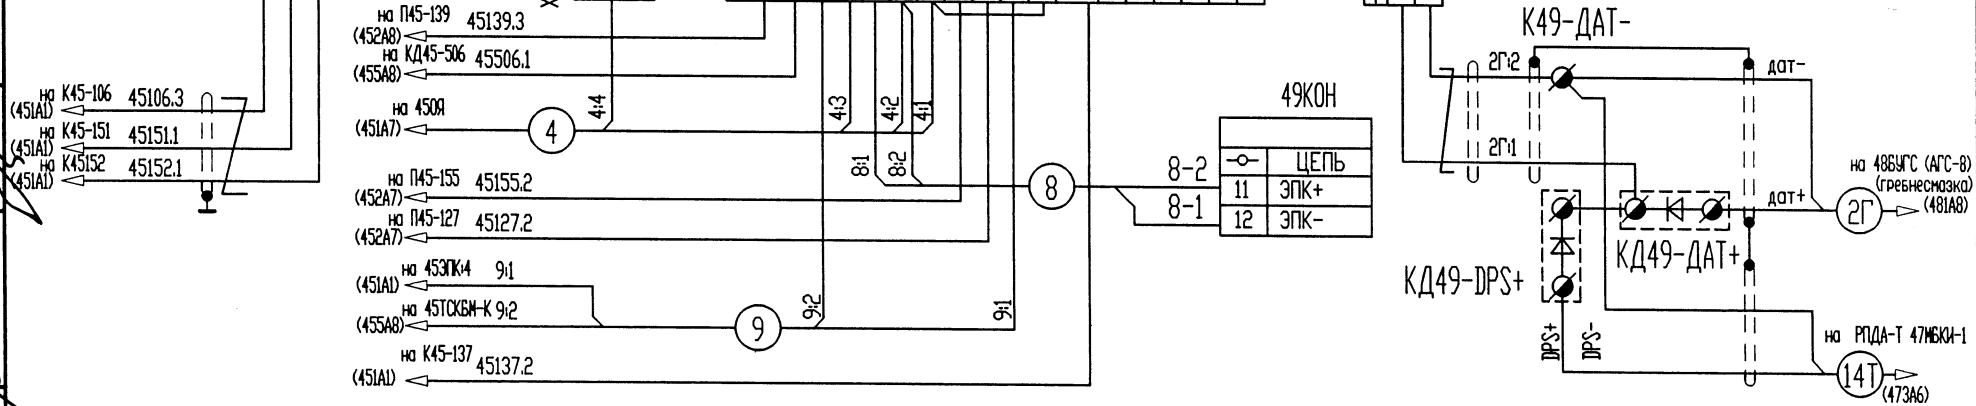 на К45-106 45106.3
(451А1)
на К45-151 45151.1
(451А1)
на К45152 45152.1
(451А1)
на П45-139 45139.3
(452А8)
на КД45-506 45506.1
(455А8)
на 450Я
(451А7)
4
4:4
4:3
4:2
4:1
8:1
8:2
на П45-155 45155.2
(452А7)
на П45-127 45127.2
(452А7)
на 45ЭПК:4 9:1
(451А1)
на 45ТСКБМ-К 9:2
(455А8)
9
9:2
9:1
на К45-137 45137.2
(451А1)
8
8-2
8-1
49КОН
ЦЕПЬ
11 ЭПК+
12 ЭПК-
К49-ДАТ-
2Г:2
дат-
2Г:1
дат+
КД49-ДАТ+
КД49-DPS+
DPS+
DPS-
на 48БУГС (АГС-8)
(гребнесмазка)
2Г
(481А8)
на РПДА-Т 47МБКИ-1
14Т
(473А6)